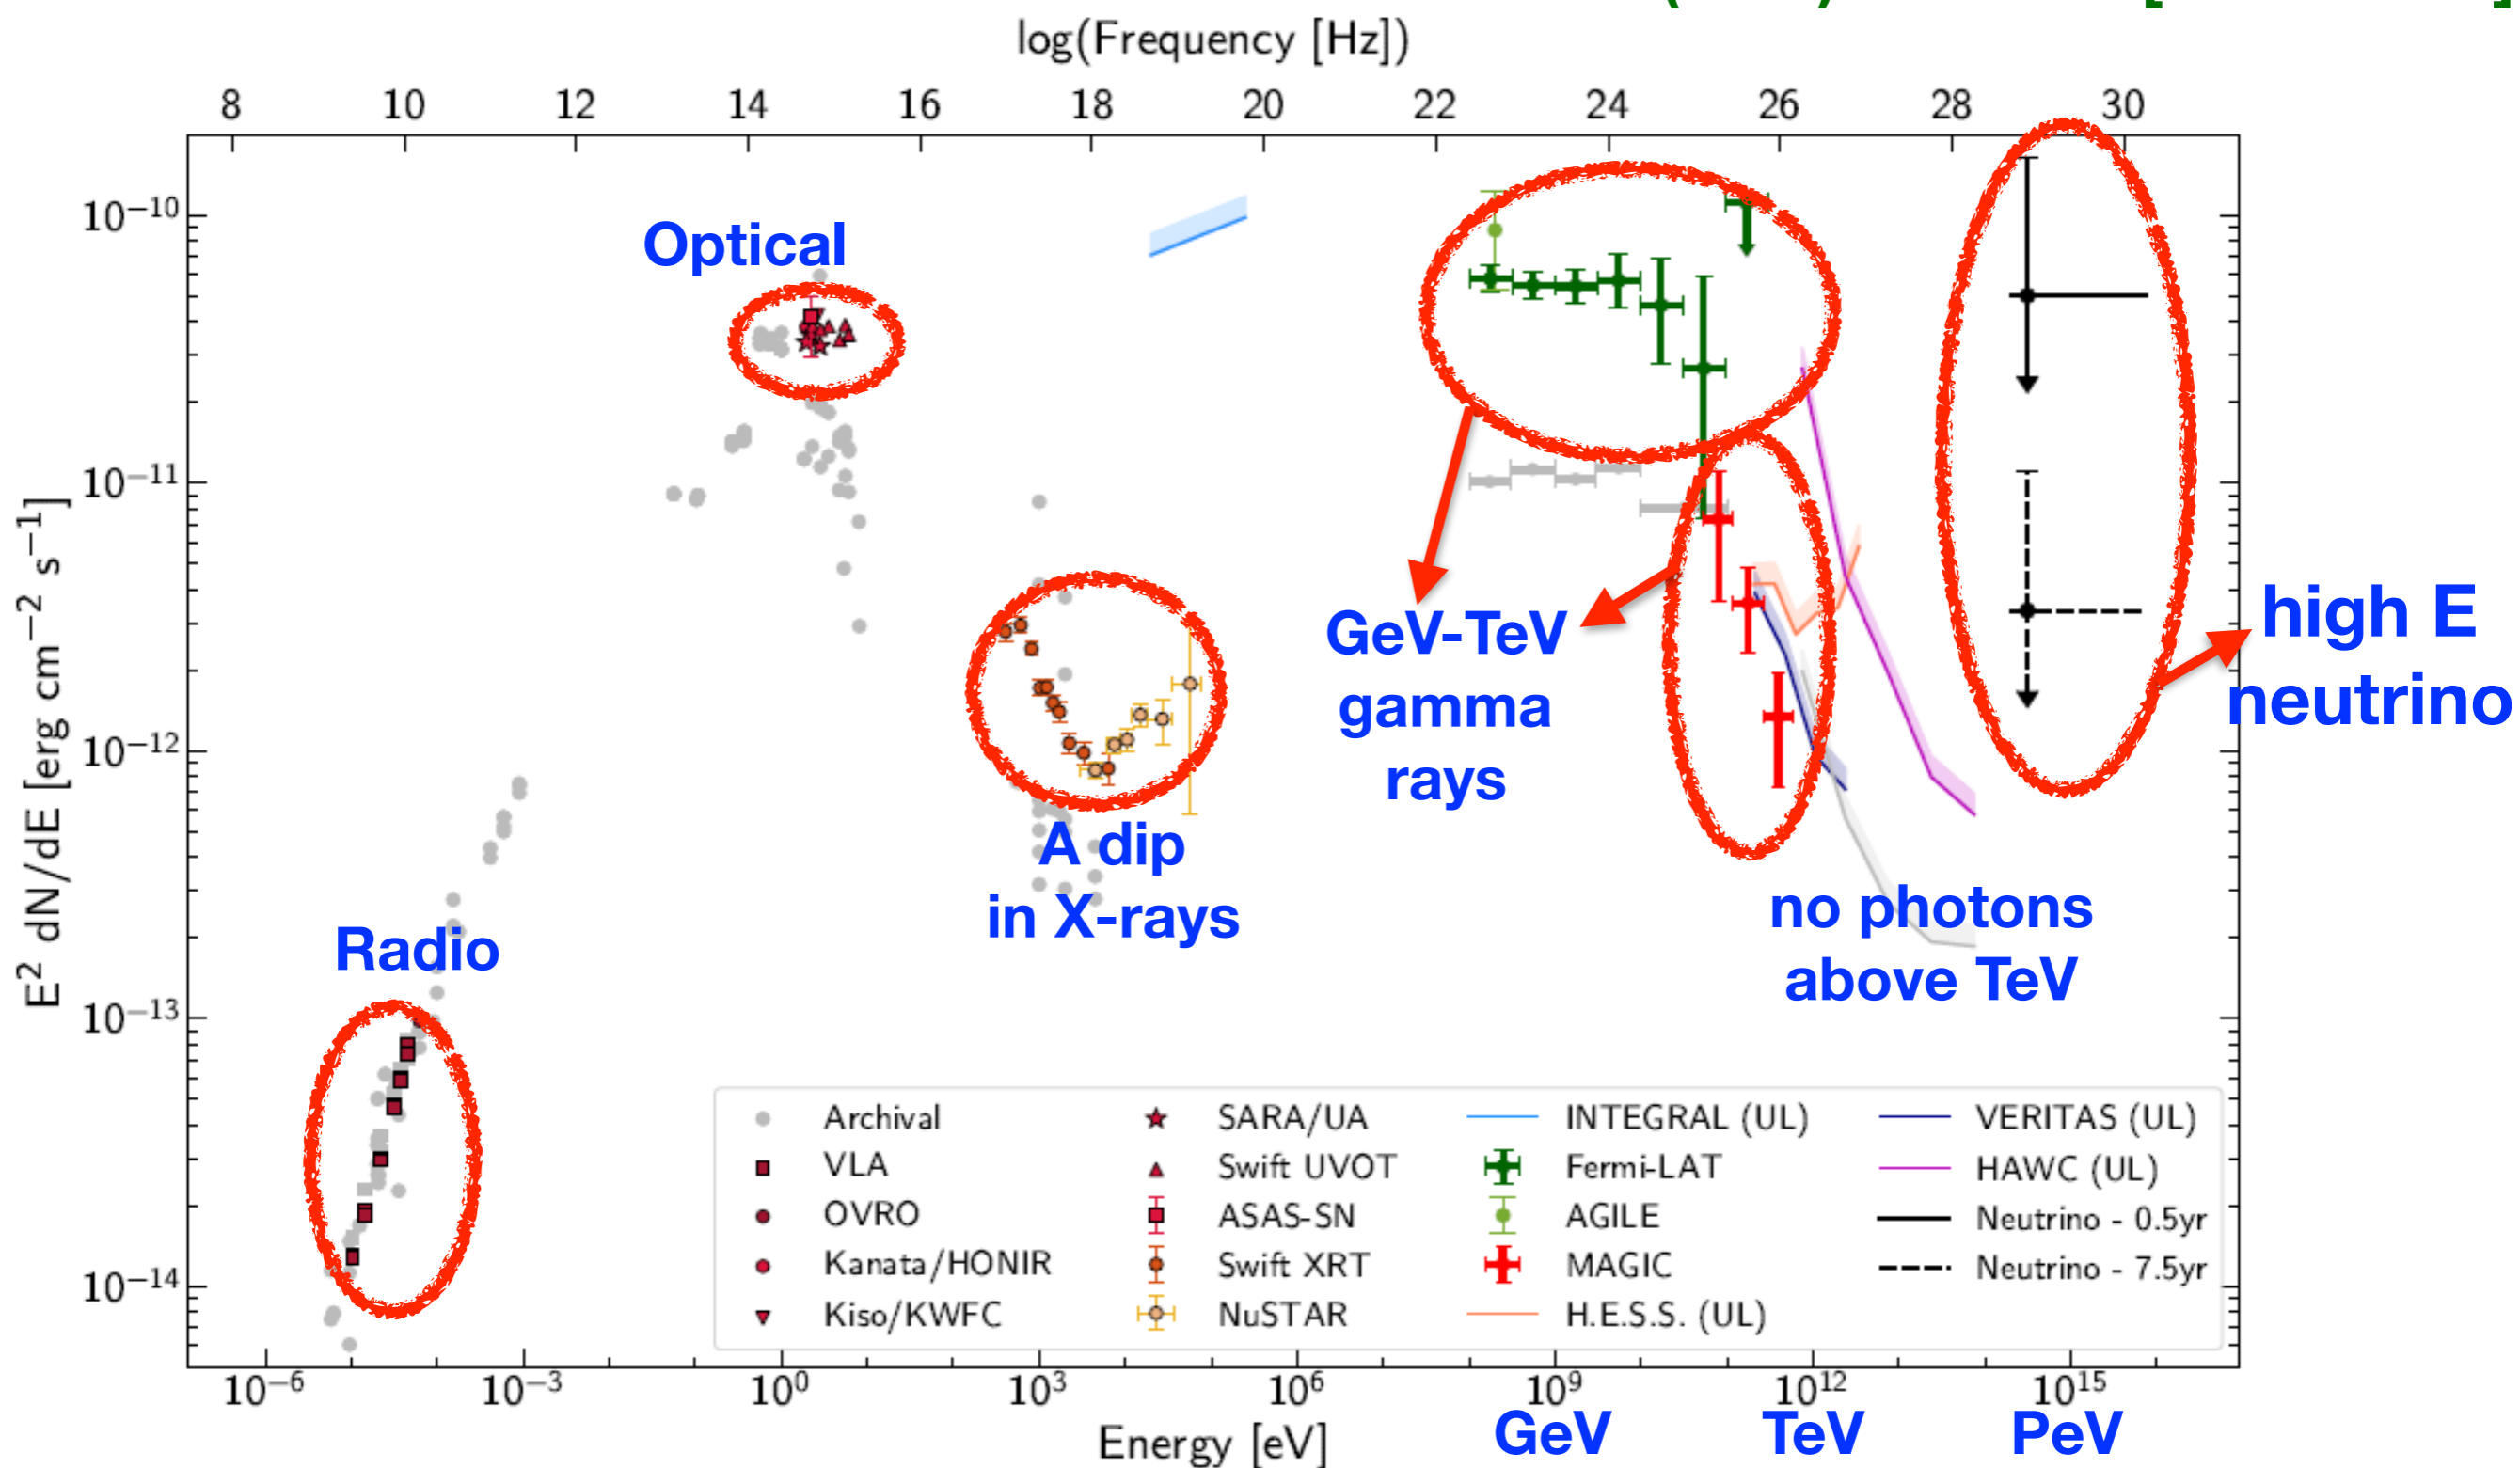 log(Frequency [Hz])
8 10 12 14 16 18 20 22 24 26 28 30
10−10
10−11
10−12
10−13
10−14
E2 dN/dE [erg cm−2 s−1]
Optical
GeV-TeV
gamma
rays
high E
neutrino
A dip
in X-rays
no photons
above TeV
Radio
Archival
VLA
OVRO
Kanata/HONIR
Kiso/KWFC
SARA/UA
Swift UVOT
ASAS-SN
Swift XRT
NuSTAR
INTEGRAL (UL)
Fermi-LAT
AGILE
MAGIC
H.E.S.S. (UL)
VERITAS (UL)
HAWC (UL)
Neutrino - 0.5yr
Neutrino - 7.5yr
10−6 10−3 100 103 106 109 1012 1015
GeV TeV PeV
Energy [eV]